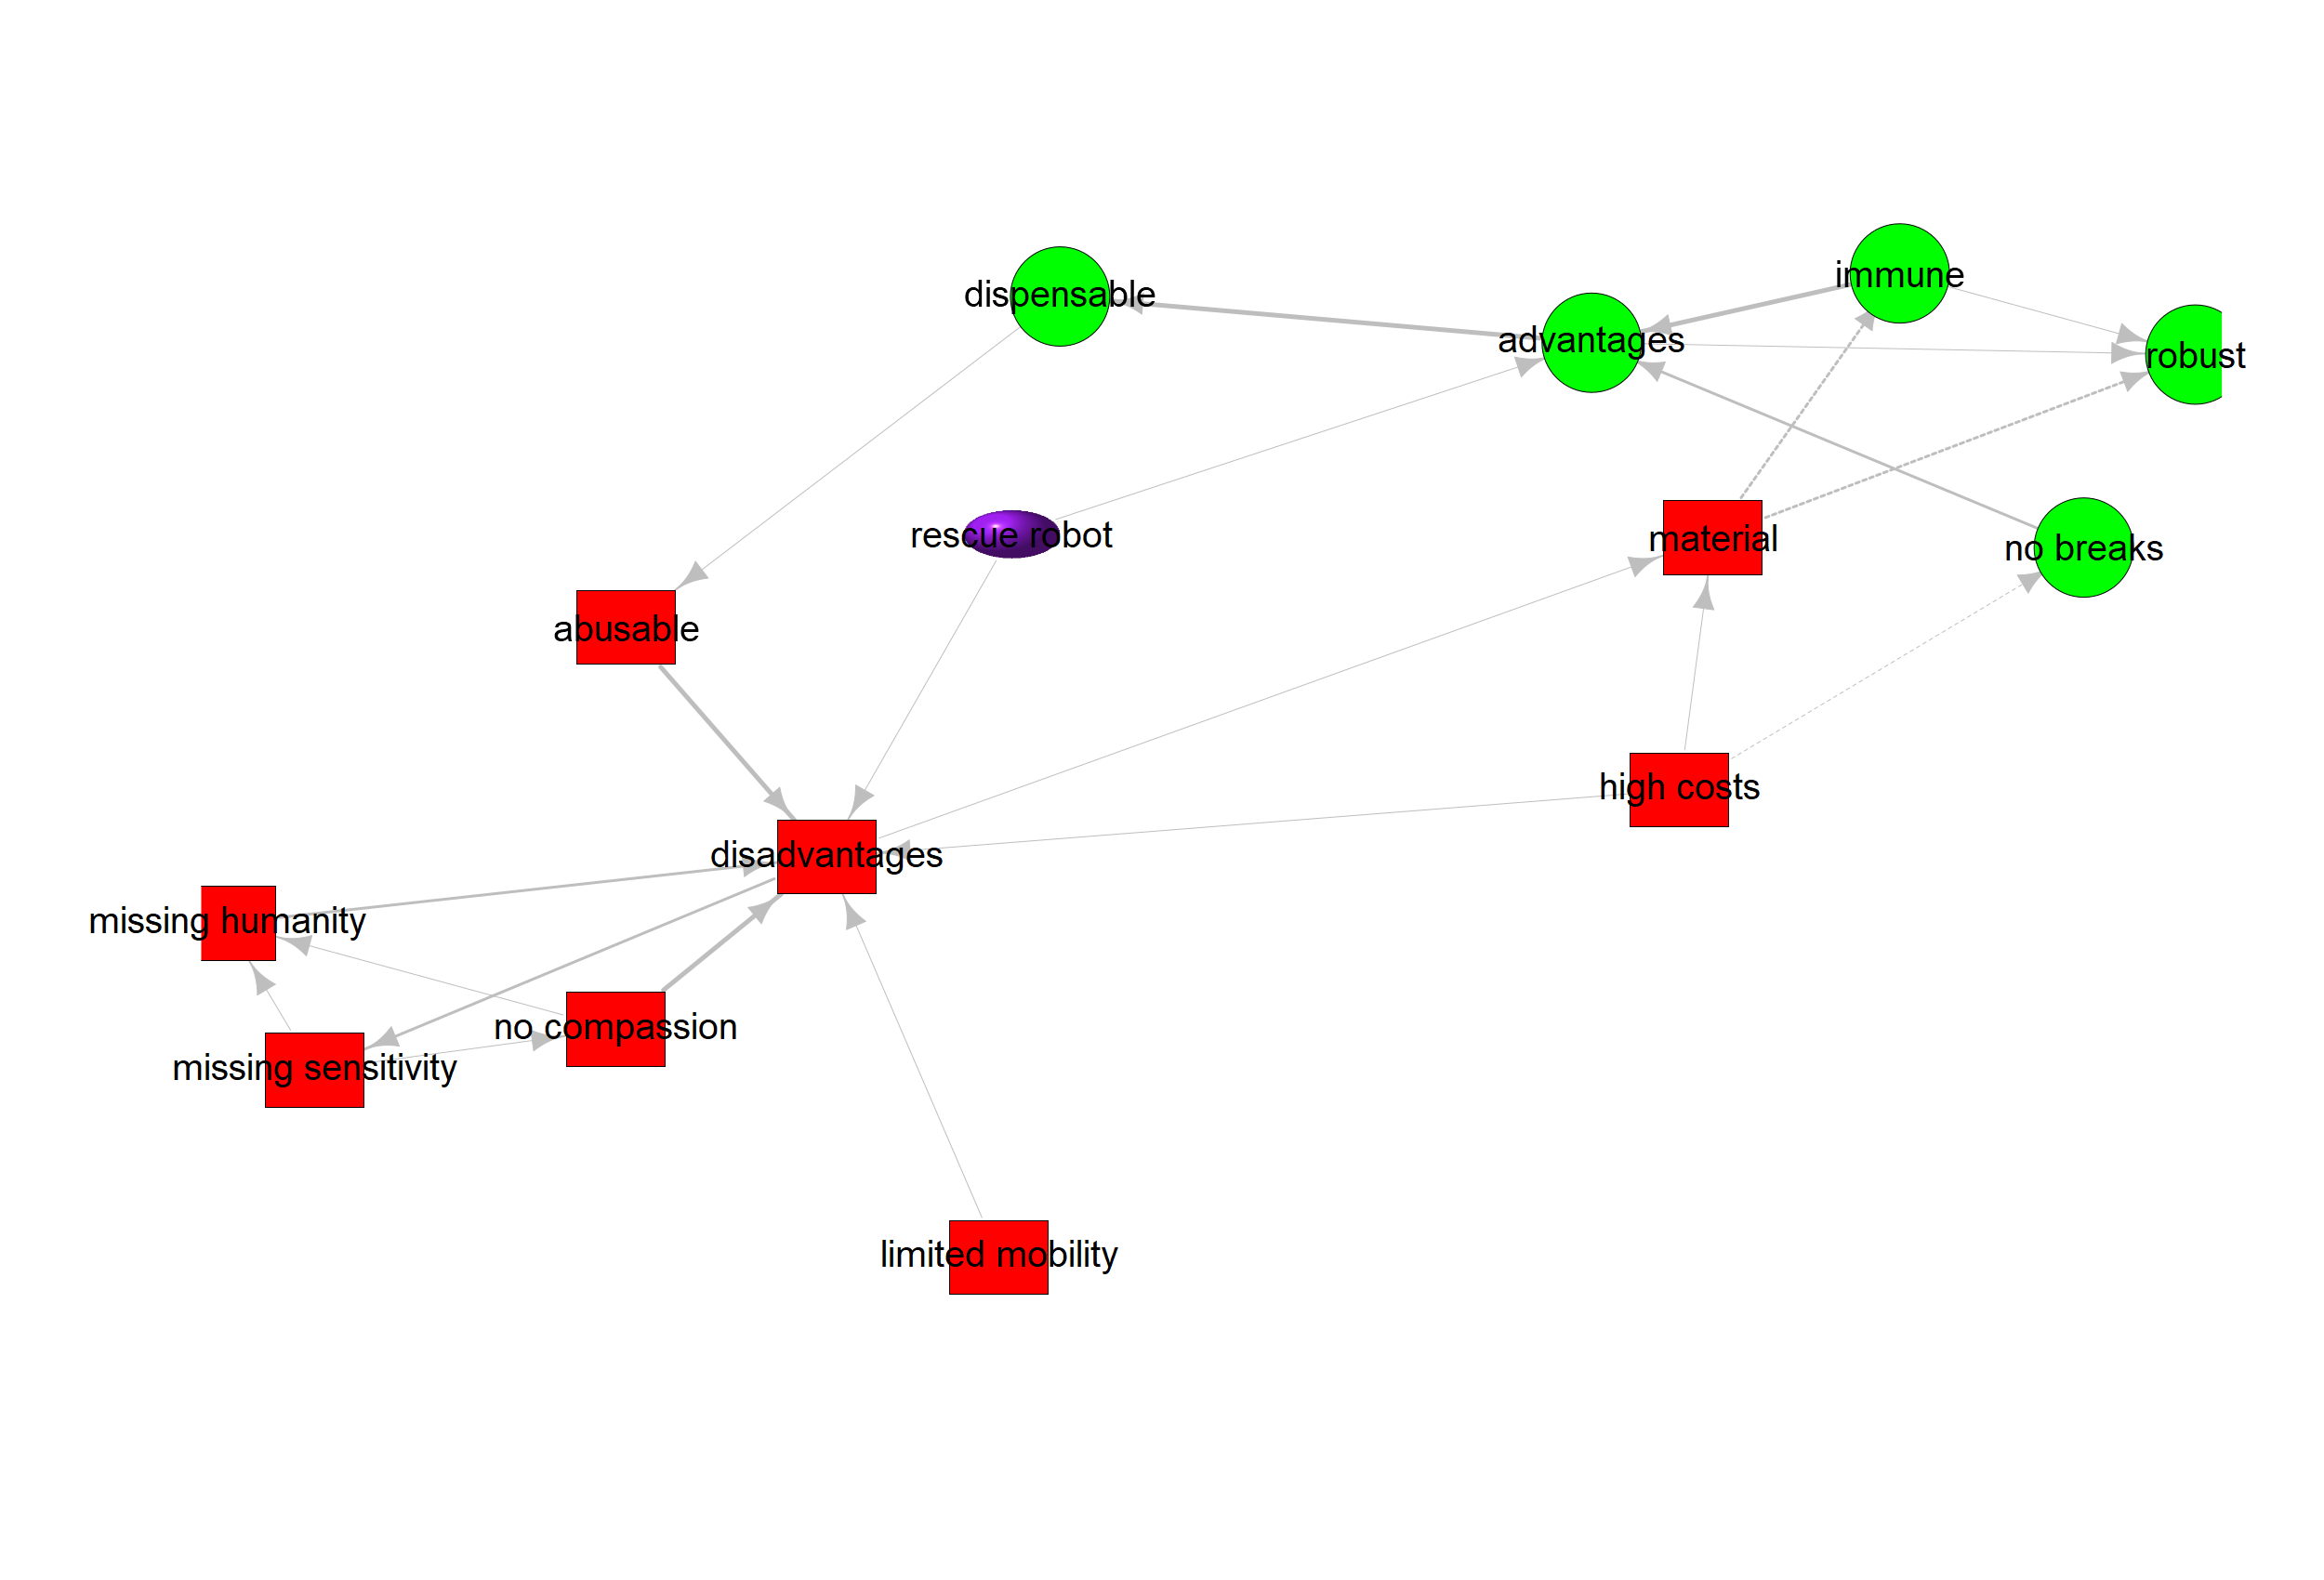 immune
dispensable
advantages
robust
rescue robot
material
no breaks
abusable
high costs
disadvantages
missing humanity
no compassion
missing sensitivity
limited mobility